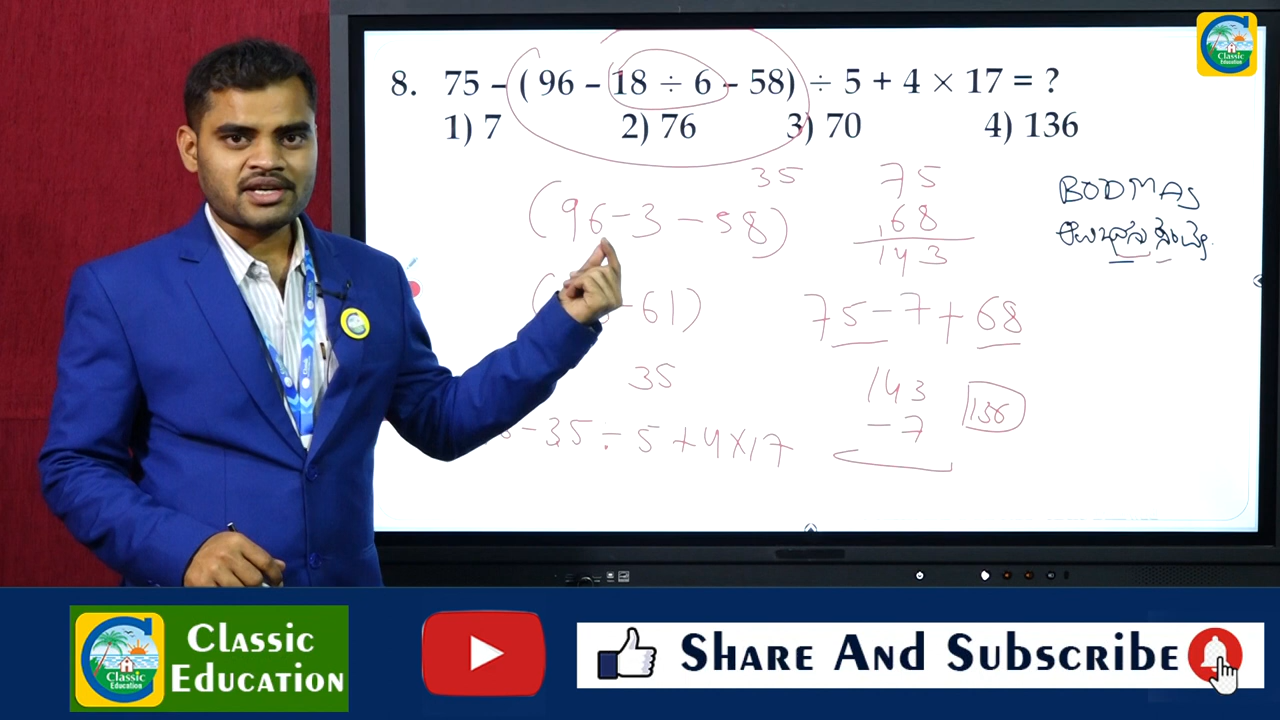 Classic
Education
8. 75 – ( 96 – 18 ÷ 6 – 58) ÷ 5 + 4 × 17 = ?
1) 7 2) 76 3) 70 4) 136
35 75
BODMAS
(96-3-58) 68
143
-61) 75-7+68
35 143 136
-35÷5+4×17 -7
Classic
Education
Classic
Education
Share And Subscribe